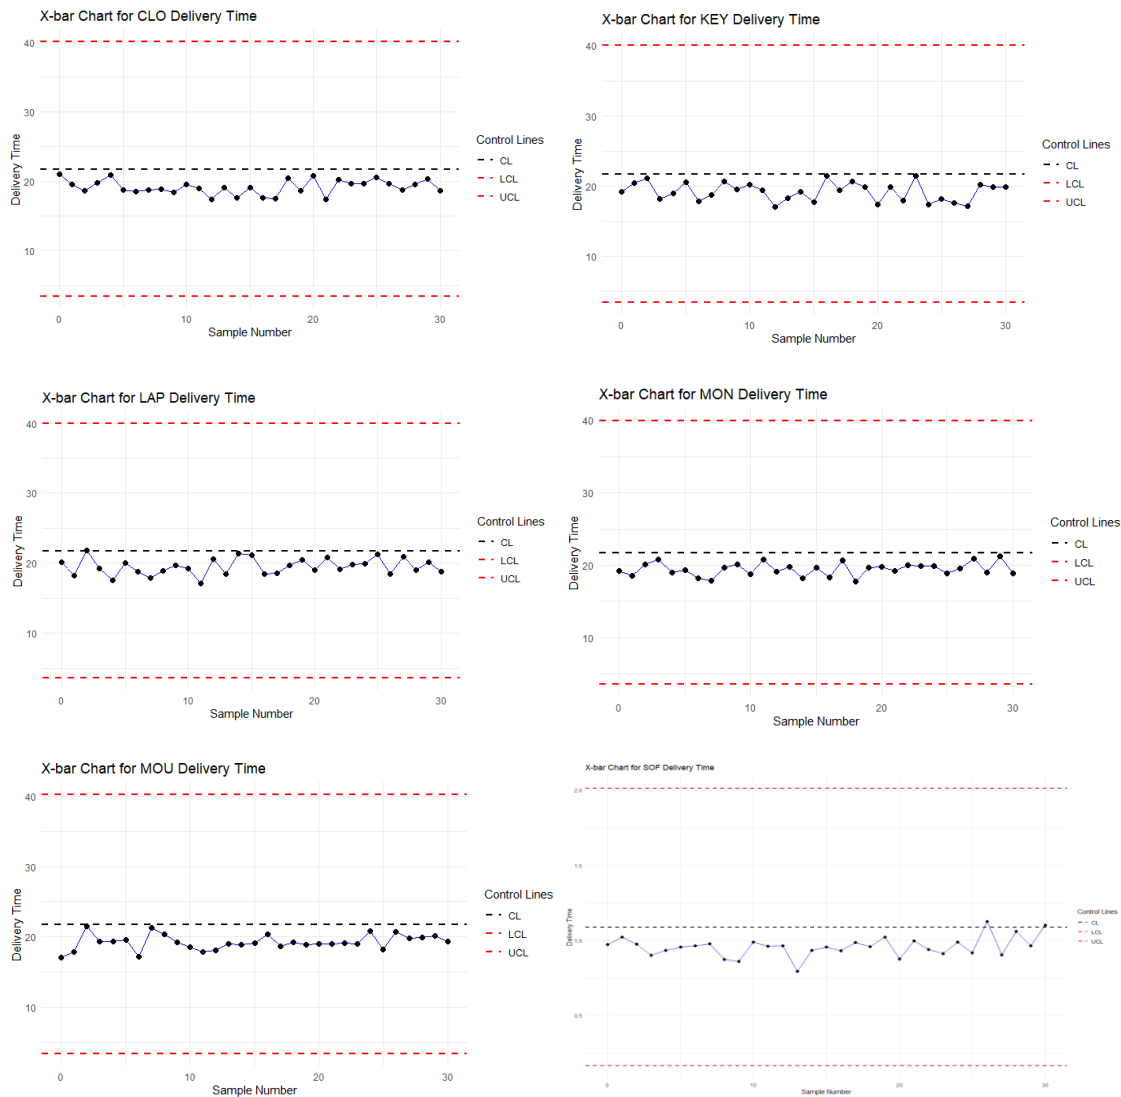 X-bar Chart for CLO Delivery Time
40
30
20
10
Delivery Time
0 10 20 30
Sample Number
Control Lines
CL
LCL
UCL
X-bar Chart for KEY Delivery Time
40
30
20
10
Delivery Time
0 10 20 30
Sample Number
Control Lines
CL
LCL
UCL
X-bar Chart for LAP Delivery Time
40
30
20
10
Delivery Time
0 10 20 30
Sample Number
Control Lines
CL
LCL
UCL
X-bar Chart for MON Delivery Time
40
30
20
10
Delivery Time
0 10 20 30
Sample Number
Control Lines
CL
LCL
UCL
X-bar Chart for MOU Delivery Time
40
30
20
10
Delivery Time
0 10 20 30
Sample Number
Control Lines
CL
LCL
UCL
X-bar Chart for SOF Delivery Time
2.0
1.5
1.0
0.5
Delivery Time
0 10 20 30
Sample Number
Control Lines
CL
LCL
UCL